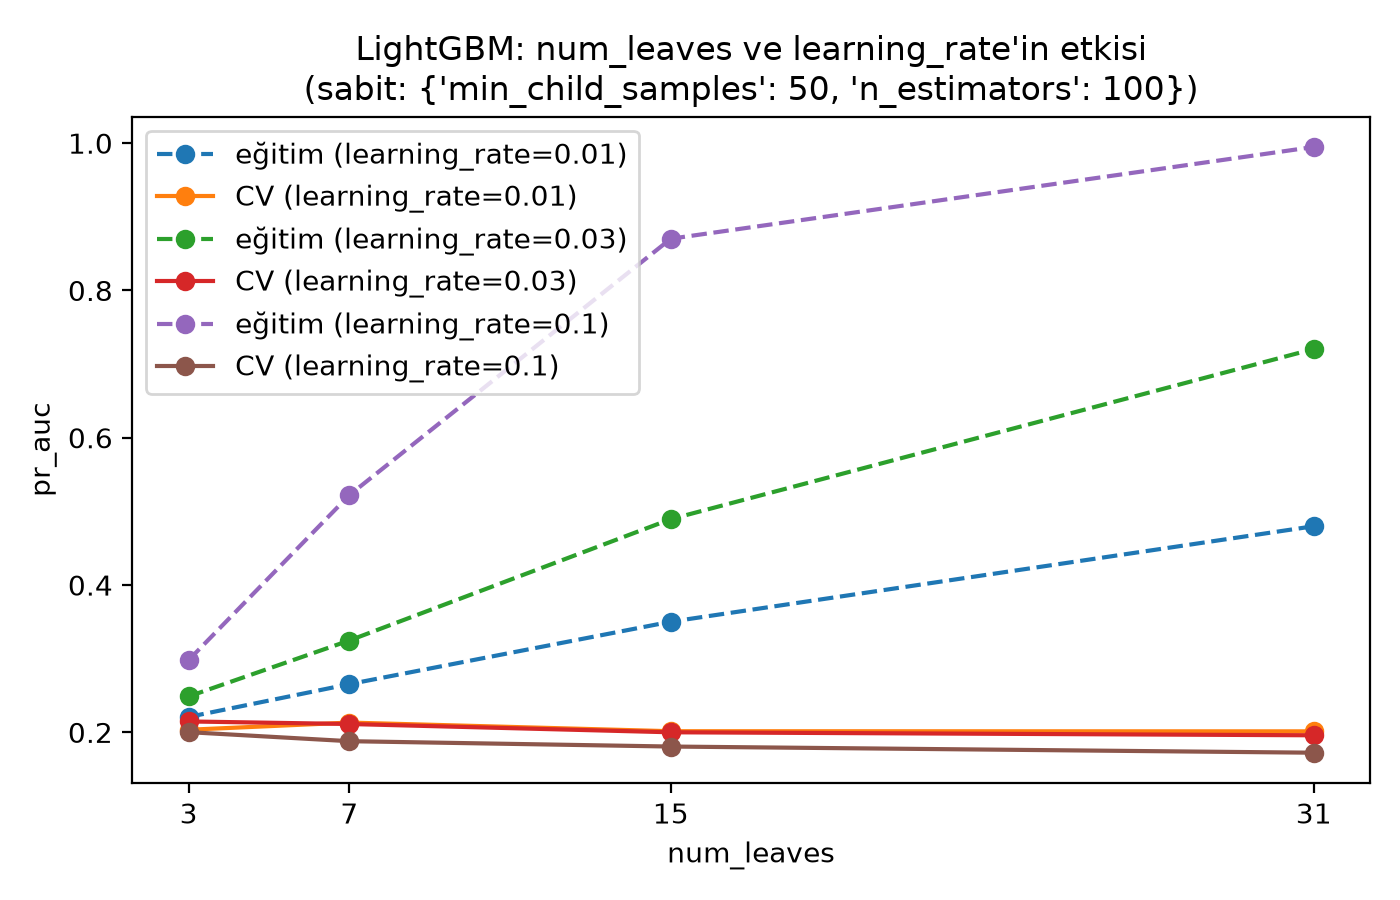 LightGBM: num_leaves ve learning_rate'in etkisi
(sabit: {'min_child_samples': 50, 'n_estimators': 100})
eğitim (learning_rate=0.01)
CV (learning_rate=0.01)
eğitim (learning_rate=0.03)
CV (learning_rate=0.03)
eğitim (learning_rate=0.1)
CV (learning_rate=0.1)
pr_auc
1.0
0.8
0.6
0.4
0.2
3 7 15 31
num_leaves